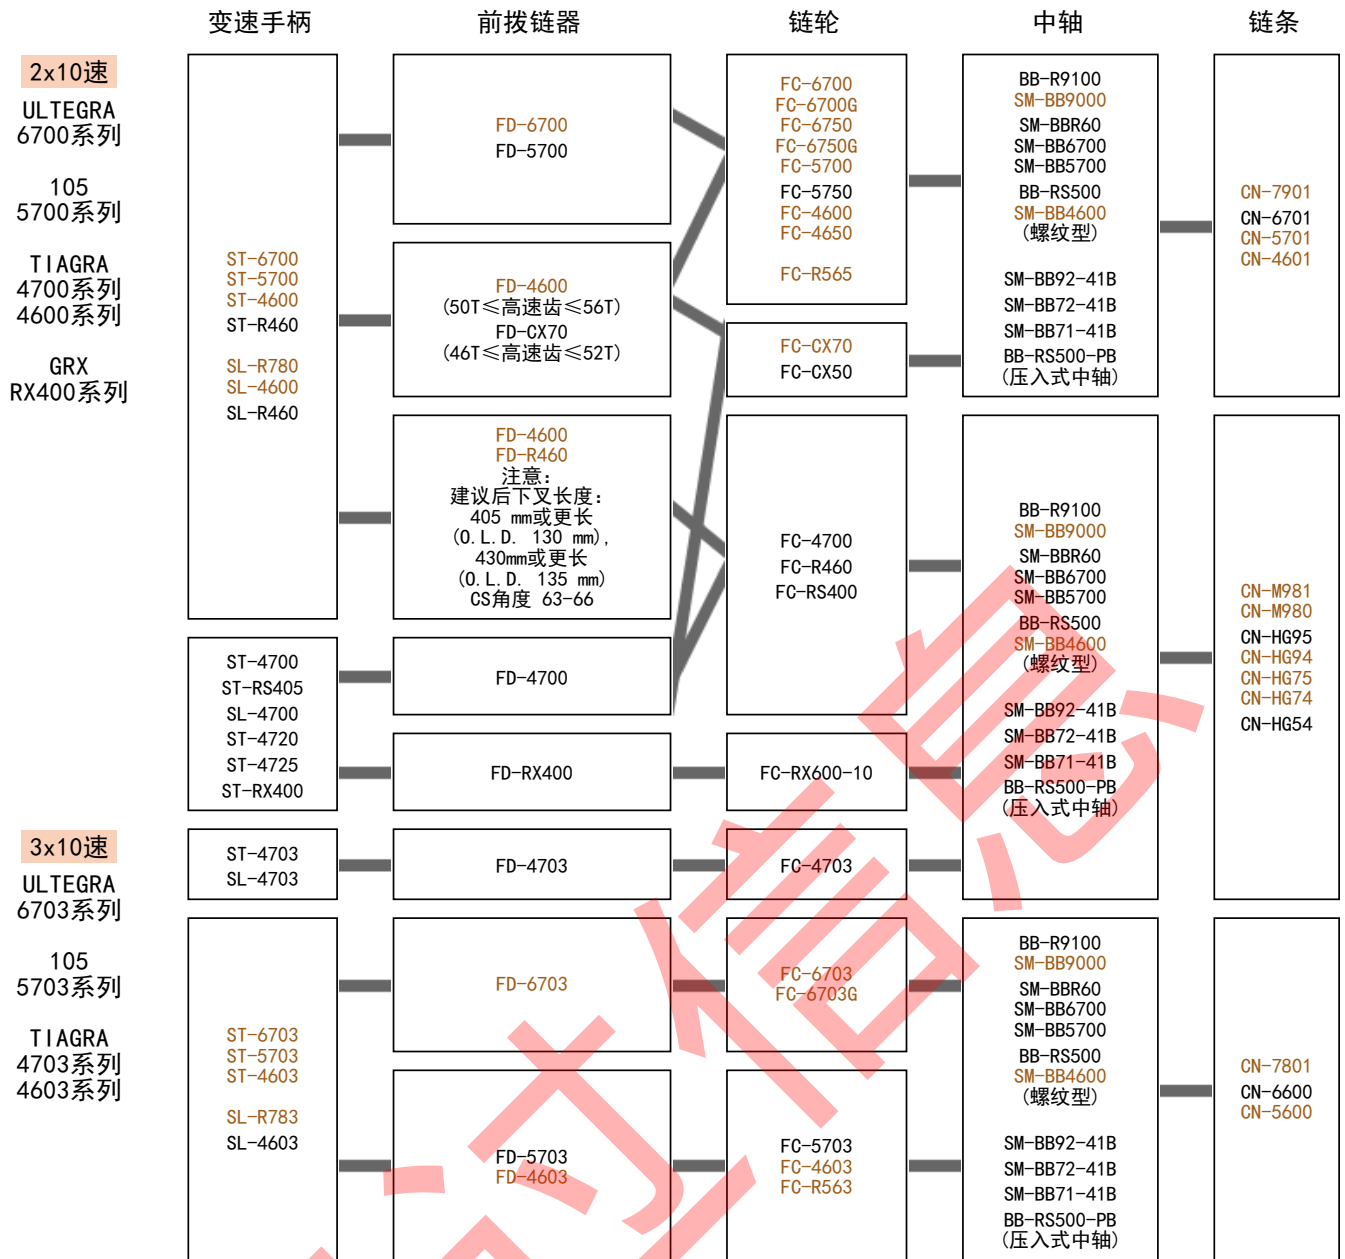 变速手柄
前拨链器
链轮
中轴
链条
2x10速
ULTEGRA
6700系列
105
5700系列
TIAGRA
4700系列
4600系列
GRX
RX400系列
ST-6700
ST-5700
ST-4600
ST-R460
SL-R780
SL-4600
SL-R460
FD-6700
FD-5700
FD-4600
(50T≤高速齿≤56T)
FD-CX70
(46T≤高速齿≤52T)
FD-4600
FD-R460
注意:
建议后下叉长度:
405 mm或更长
(O.L.D. 130 mm),
430mm或更长
(O.L.D. 135 mm)
CS角度 63-66
FC-6700
FC-6700G
FC-6750
FC-6750G
FC-5700
FC-5750
FC-4600
FC-4650
FC-R565
FC-CX70
FC-CX50
FC-4700
FC-R460
FC-RS400
BB-R9100
SM-BB9000
SM-BBR60
SM-BB6700
SM-BB5700
BB-RS500
SM-BB4600
(螺纹型)
SM-BB92-41B
SM-BB72-41B
SM-BB71-41B
BB-RS500-PB
(压入式中轴)
CN-7901
CN-6701
CN-5701
CN-4601
BB-R9100
SM-BB9000
SM-BBR60
SM-BB6700
SM-BB5700
BB-RS500
SM-BB4600
(螺纹型)
SM-BB92-41B
SM-BB72-41B
SM-BB71-41B
BB-RS500-PB
(压入式中轴)
CN-M981
CN-M980
CN-HG95
CN-HG94
CN-HG75
CN-HG74
CN-HG54
ST-4700
ST-RS405
SL-4700
ST-4720
ST-4725
ST-RX400
FD-4700
FD-RX400
FC-RX600-10
3x10速
ULTEGRA
6703系列
105
5703系列
TIAGRA
4703系列
4603系列
ST-4703
SL-4703
FD-4703
FC-4703
ST-6703
ST-5703
ST-4603
SL-R783
SL-4603
FD-6703
FC-6703
FC-6703G
FD-5703
FD-4603
FC-5703
FC-4603
FC-R563
BB-R9100
SM-BB9000
SM-BBR60
SM-BB6700
SM-BB5700
BB-RS500
SM-BB4600
(螺纹型)
SM-BB92-41B
SM-BB72-41B
SM-BB71-41B
BB-RS500-PB
(压入式中轴)
CN-7801
CN-6600
CN-5600
过信息